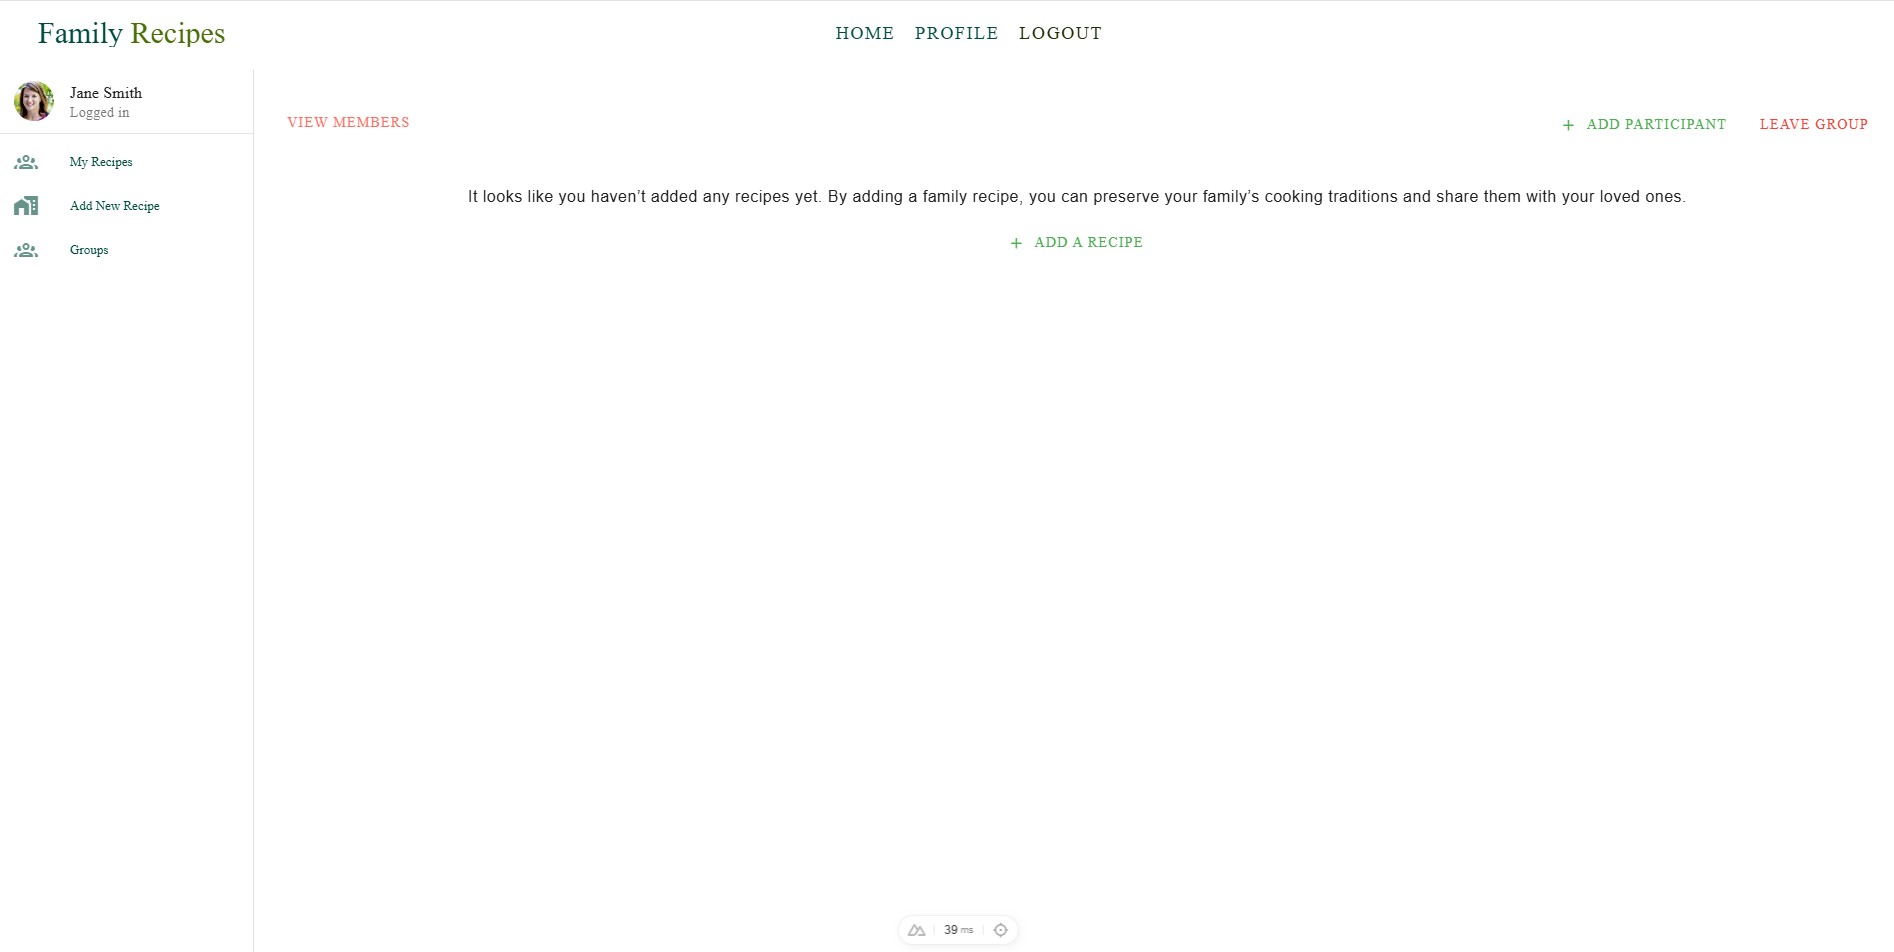 Family Recipes
HOME PROFILE LOGOUT
Jane Smith
Logged in
My Recipes
Add New Recipe
Groups
VIEW MEMBERS
+ ADD PARTICIPANT
LEAVE GROUP
It looks like you haven’t added any recipes yet. By adding a family recipe, you can preserve your family’s cooking traditions and share them with your loved ones.
+ ADD A RECIPE
39 ms